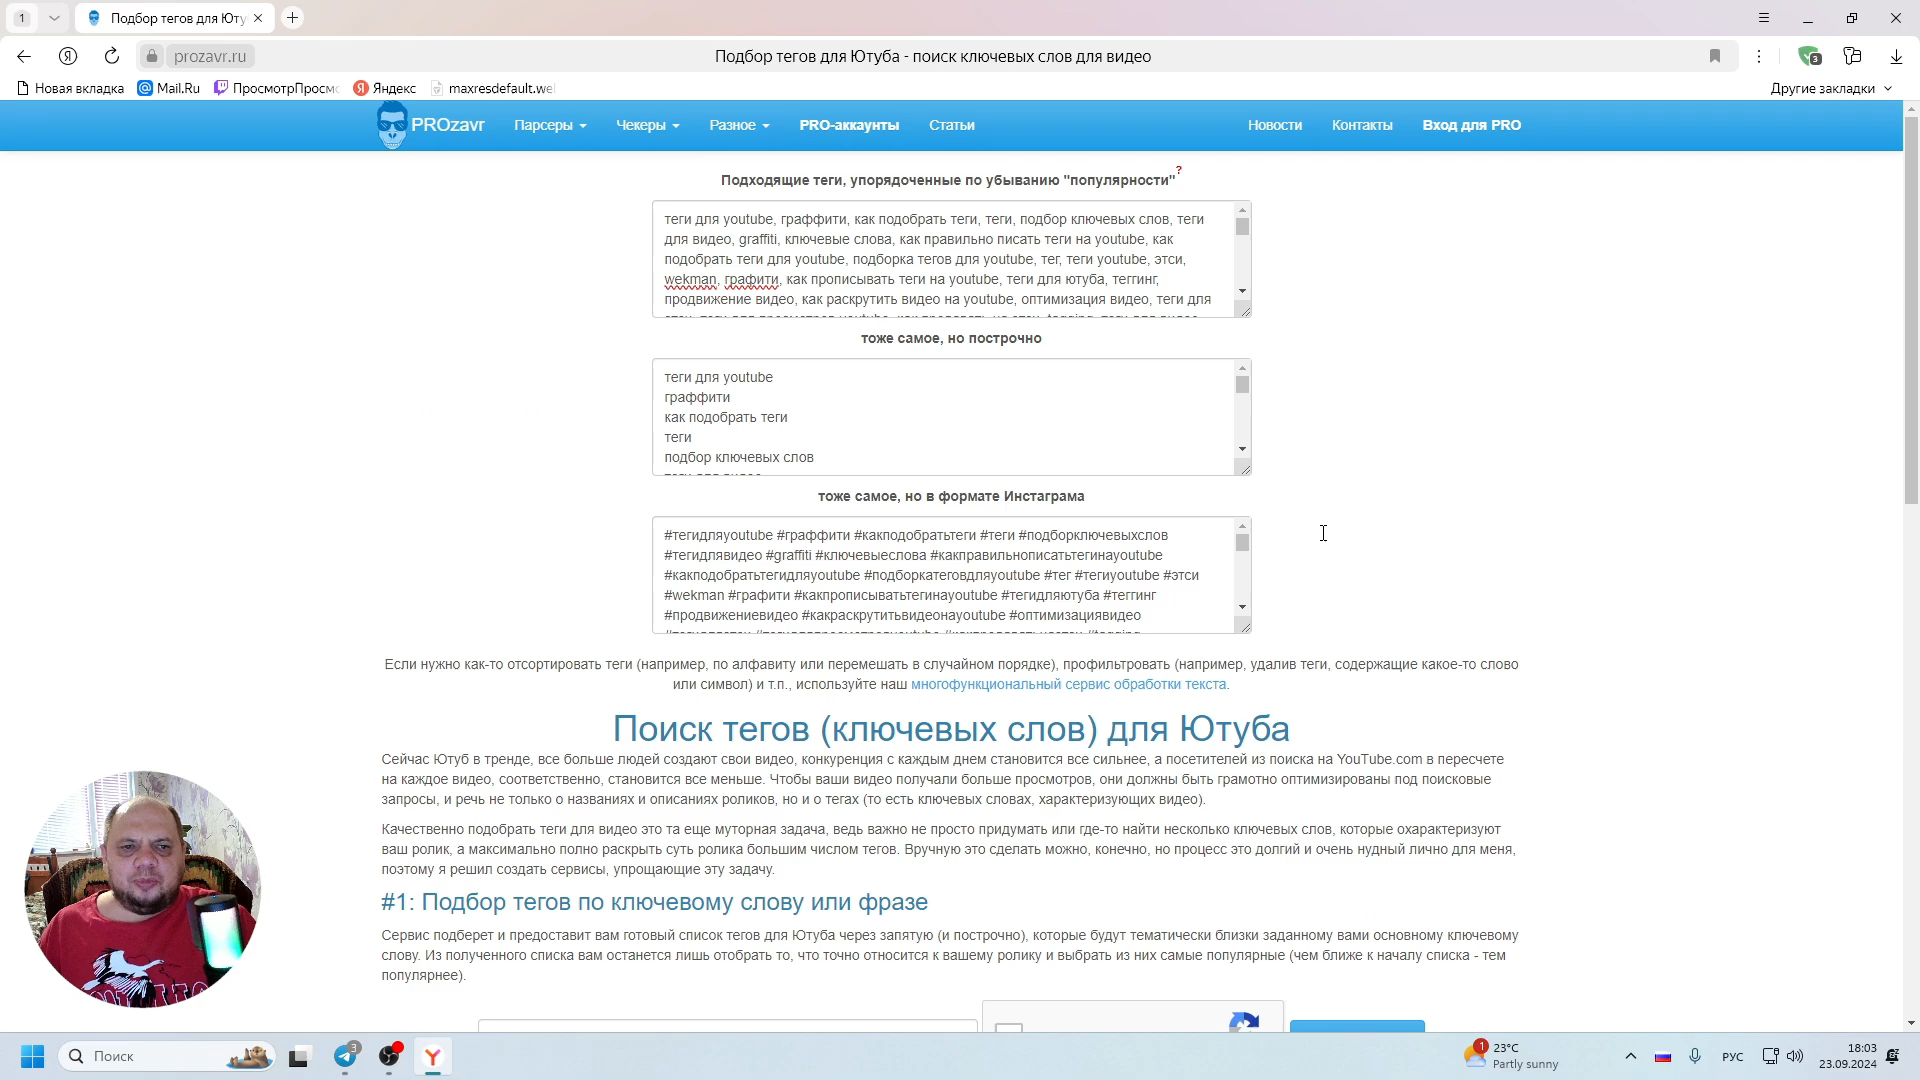 1
Подбор тегов для Юту
prozavr.ru
Подбор тегов для Ютуба - поиск ключевых слов для видео
3
Новая вкладка
Mail.Ru
ПросмотрПросм
Яндекс
maxresdefault.we
Другие закладки
PROzavr
Парсеры
Чекеры
Разное
PRO-аккаунты
Статьи
Новости
Контакты
Вход для PRO
Подходящие теги, упорядоченные по убыванию "популярности"?
теги для youtube, граффити, как подобрать теги, теги, подбор ключевых слов, теги
для видео, graffiti, ключевые слова, как правильно писать теги на youtube, как
подобрать теги для youtube, подборка тегов для youtube, тег, теги youtube, этси,
wekman, графити, как прописывать теги на youtube, теги для ютуба, теггинг,
продвижение видео, как раскрутить видео на youtube, оптимизация видео, теги для
тоже самое, но построчно
теги для youtube
граффити
как подобрать теги
теги
подбор ключевых слов
тоже самое, но в формате Инстаграма
#тегидляyoutube #граффити #какподобратьтеги #теги #подборключевыхслов
#тегидлявидео #graffiti #ключевыеслова #какправильнописатьтегинаyoutube
#какподобратьтегидляyoutube #подборкатеговдляyoutube #тег #тегиyoutube #этси
#wekman #графити #какпрописыватьтегинаyoutube #тегидляютуба #теггинг
#продвижениевидео #какраскрутитьвидеонаyoutube #оптимизациявидео
Если нужно как-то отсортировать теги (например, по алфавиту или перемешать в случайном порядке), профильтровать (например, удалив теги, содержащие какое-то слово
или символ) и т.п., используйте наш многофункциональный сервис обработки текста.
Поиск тегов (ключевых слов) для Ютуба
Сейчас Ютуб в тренде, все больше людей создают свои видео, конкуренция с каждым днем становится все сильнее, а посетителей из поиска на YouTube.com в пересчете
на каждое видео, соответственно, становится все меньше. Чтобы ваши видео получали больше просмотров, они должны быть грамотно оптимизированы под поисковые
запросы, и речь не только о названиях и описаниях роликов, но и о тегах (то есть ключевых словах, характеризующих видео).
Качественно подобрать теги для видео это та еще муторная задача, ведь важно не просто придумать или где-то найти несколько ключевых слов, которые охарактеризуют
ваш ролик, а максимально полно раскрыть суть ролика большим числом тегов. Вручную это сделать можно, конечно, но процесс это долгий и очень нудный лично для меня,
поэтому я решил создать сервисы, упрощающие эту задачу.
#1: Подбор тегов по ключевому слову или фразе
Сервис подберет и предоставит вам готовый список тегов для Ютуба через запятую (и построчно), которые будут тематически близки заданному вами основному ключевому
слову. Из полученного списка вам останется лишь отобрать то, что точно относится к вашему ролику и выбрать из них самые популярные (чем ближе к началу списка - тем
популярнее).
Поиск
3
1
23°C
Partly sunny
РУС
18:03
23.09.2024